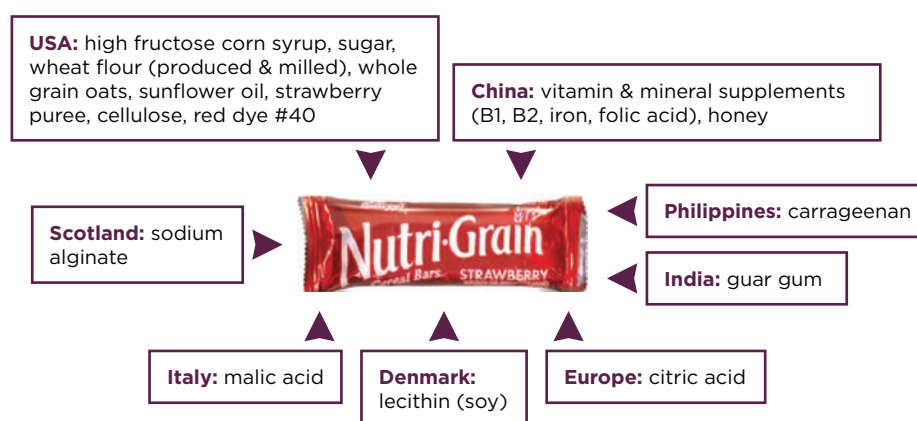 USA: high fructose corn syrup, sugar,
wheat flour (produced & milled), whole
grain oats, sunflower oil, strawberry
puree, cellulose, red dye #40
China: vitamin & mineral supplements
(B1, B2, iron, folic acid), honey
Scotland: sodium
alginate
Nutri-Grain
Cereal Bars
STRAWBERRY
Philippines: carrageenan
India: guar gum
Italy: malic acid
Denmark:
lecithin (soy)
Europe: citric acid